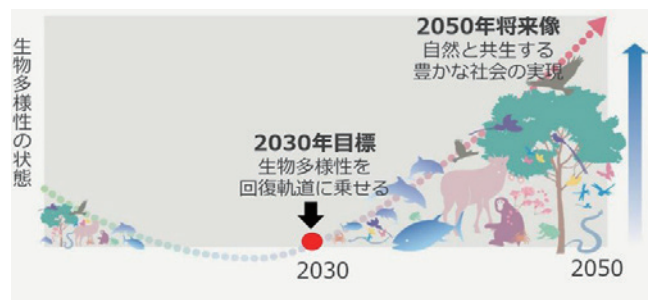 2050年将来像
自然と共生する
豊かな社会の実現
生物多様性の状態
2030年目標
生物多様性を
回復軌道に乗せる
2030
2050